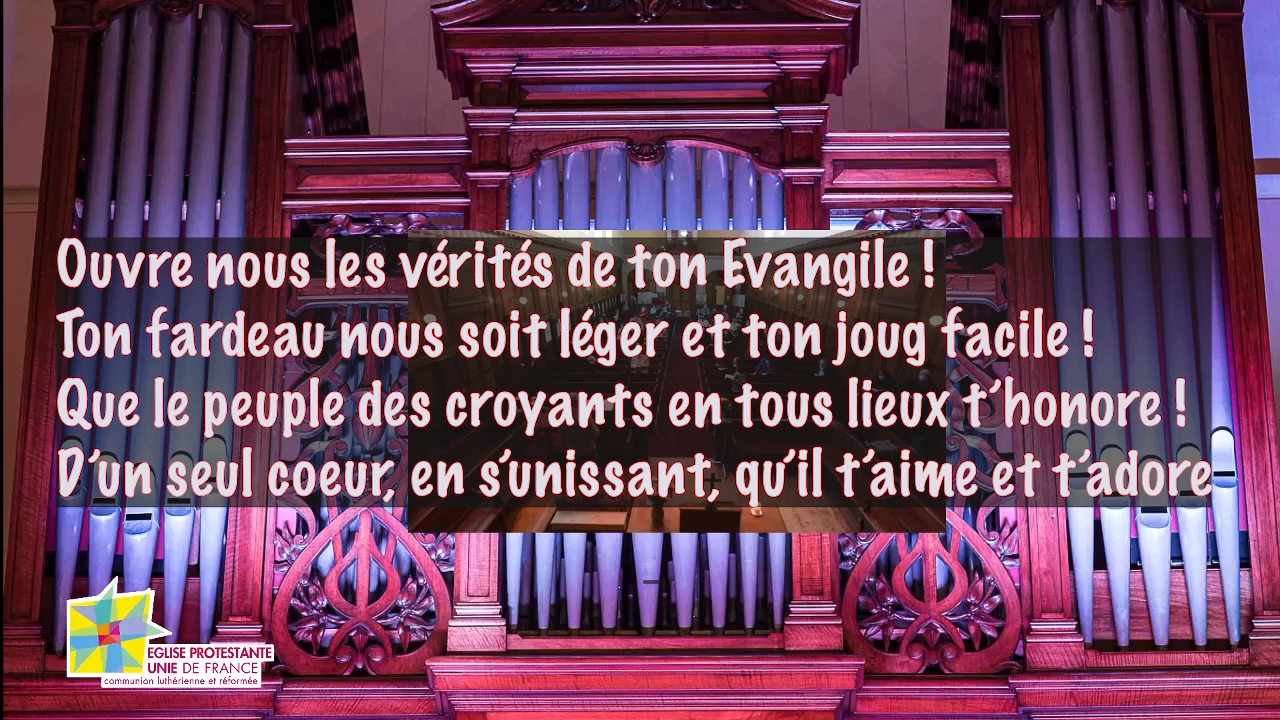 Ouvre nous les vérités de ton Evangile !
Ton fardeau nous soit léger et ton joug facile !
Que le peuple des croyants en tous lieux t'honore !
D'un seul coeur, en s'unissant, qu'il t'aime et t'adore
EGLISE PROTESTANTE
UNIE DE FRANCE
communion luthérienne et réformée